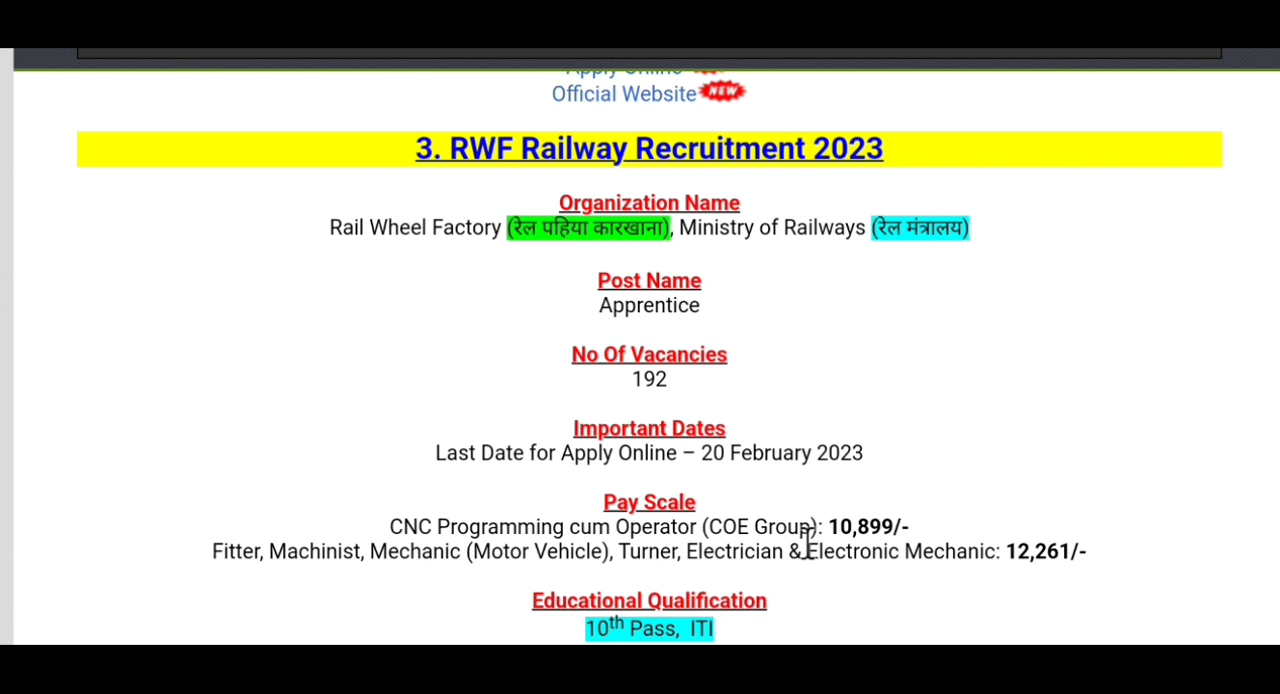 Apply Online
Official Website NEW
3. RWF Railway Recruitment 2023
Organization Name
Rail Wheel Factory (रेल पहिया कारखाना), Ministry of Railways (रेल मंत्रालय)
Post Name
Apprentice
No Of Vacancies
192
Important Dates
Last Date for Apply Online – 20 February 2023
Pay Scale
CNC Programming cum Operator (COE Group): 10,899/-
Fitter, Machinist, Mechanic (Motor Vehicle), Turner, Electrician & Electronic Mechanic: 12,261/-
Educational Qualification
10th Pass, ITI